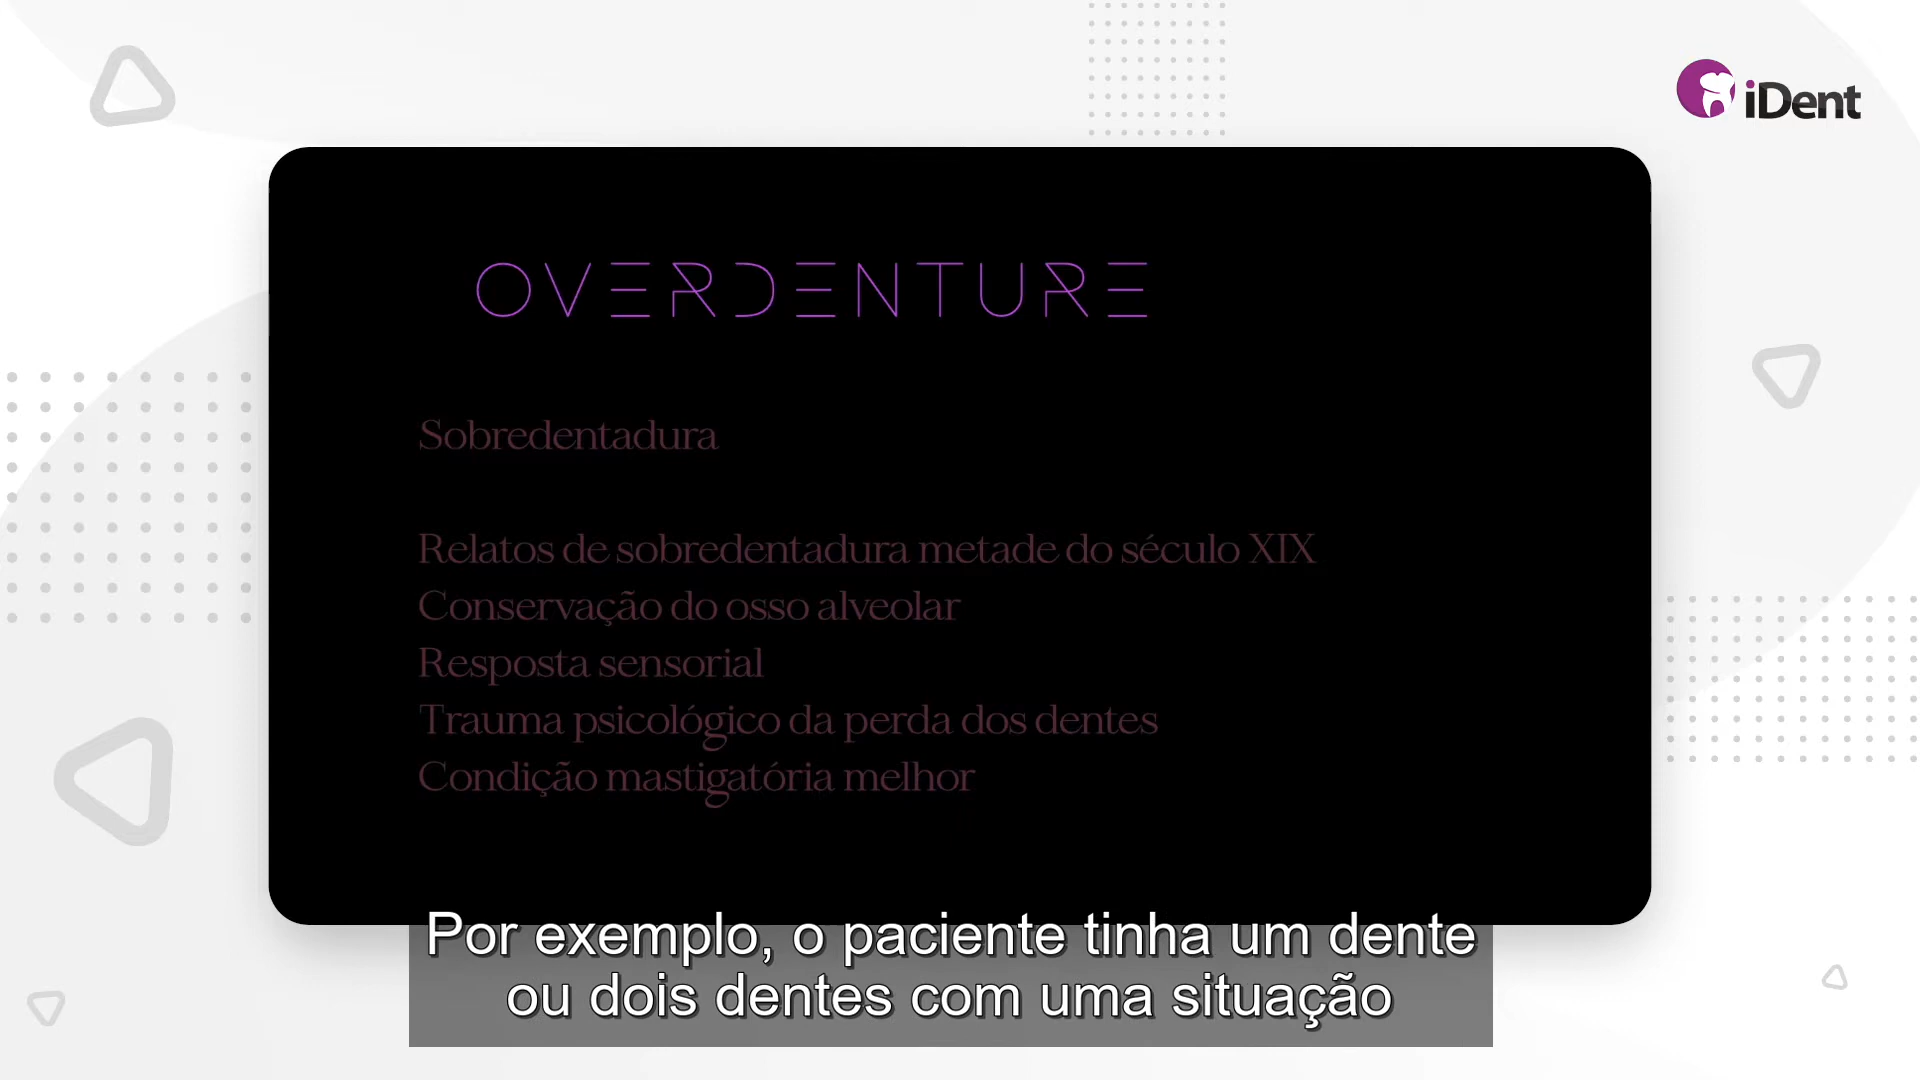 iDent
OVERDENTURE
Sobredentadura
Relatos de sobredentadura metade do século XIX
Conservação do osso alveolar
Resposta sensorial
Trauma psicológico da perda dos dentes
Condição mastigatória melhor
Por exemplo, o paciente tinha um dente
ou dois dentes com uma situação